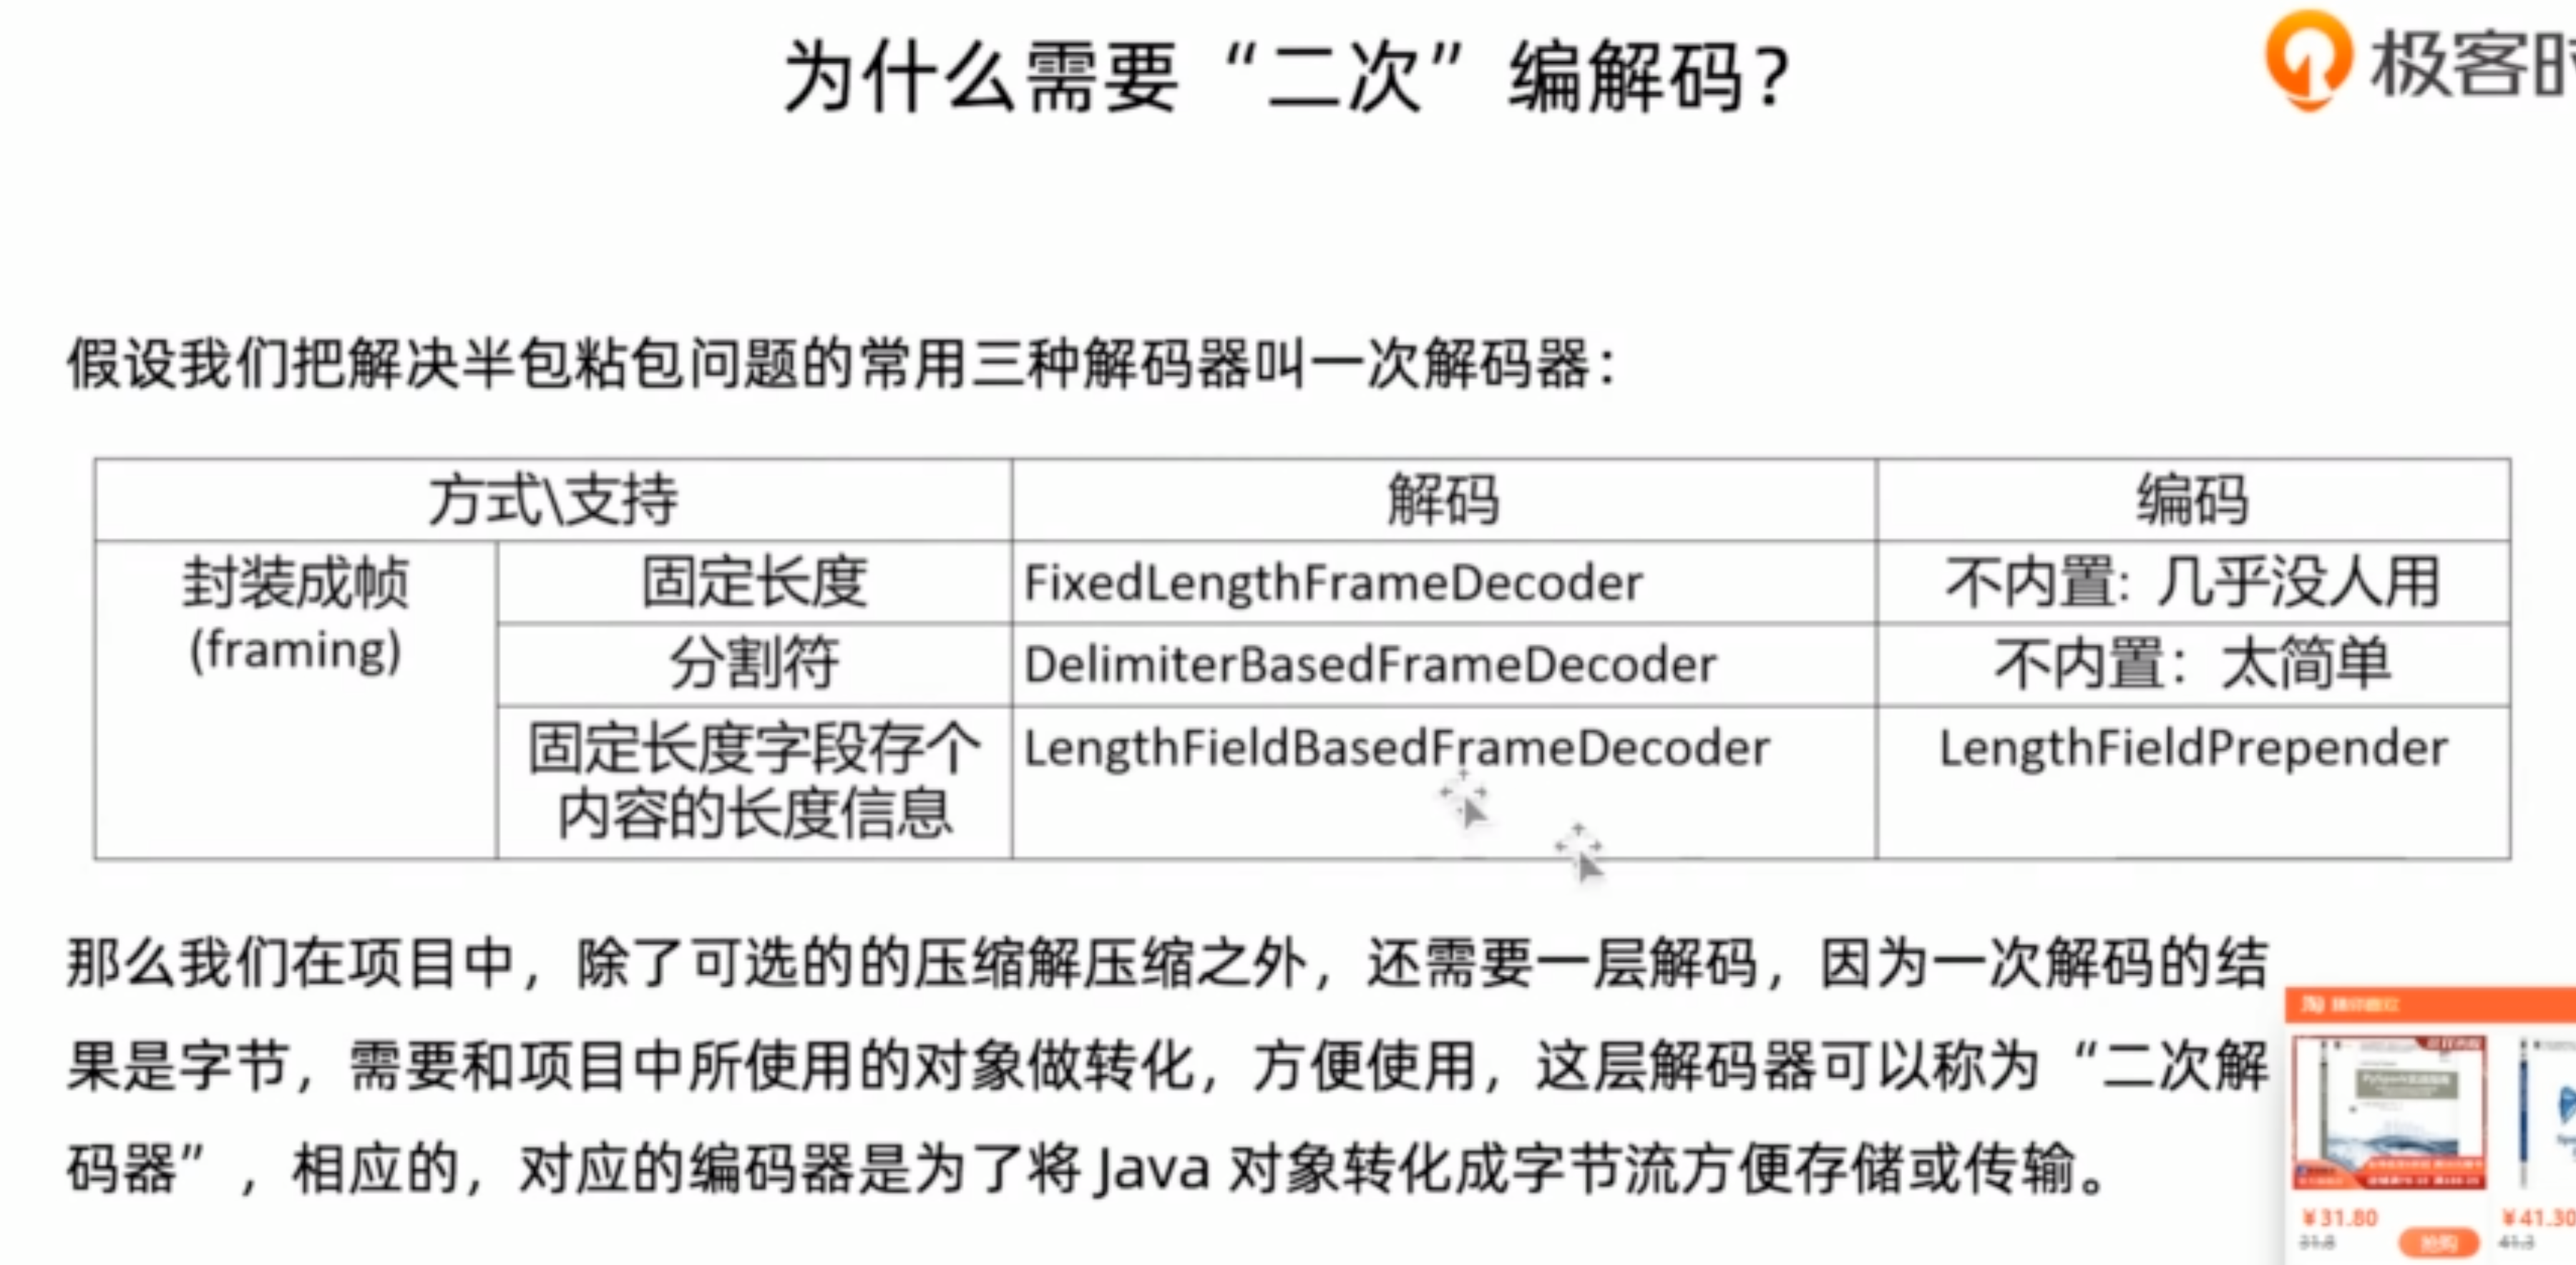 为什么需要“二次”编解码？
极客时
假设我们把解决半包粘包问题的常用三种解码器叫一次解码器：
方式\支持 解码 编码
封装成帧 固定长度 FixedLengthFrameDecoder 不内置: 几乎没人用
(framing) 分割符 DelimiterBasedFrameDecoder 不内置：太简单
固定长度字段存个 LengthFieldBasedFrameDecoder LengthFieldPrepender
内容的长度信息
那么我们在项目中，除了可选的的压缩解压缩之外，还需要一层解码，因为一次解码的结
果是字节，需要和项目中所使用的对象做转化，方便使用，这层解码器可以称为“二次解
码器”，相应的，对应的编码器是为了将 Java 对象转化成字节流方便存储或传输。
淘
¥31.80 ¥41.30
31.8 抢购 41.3